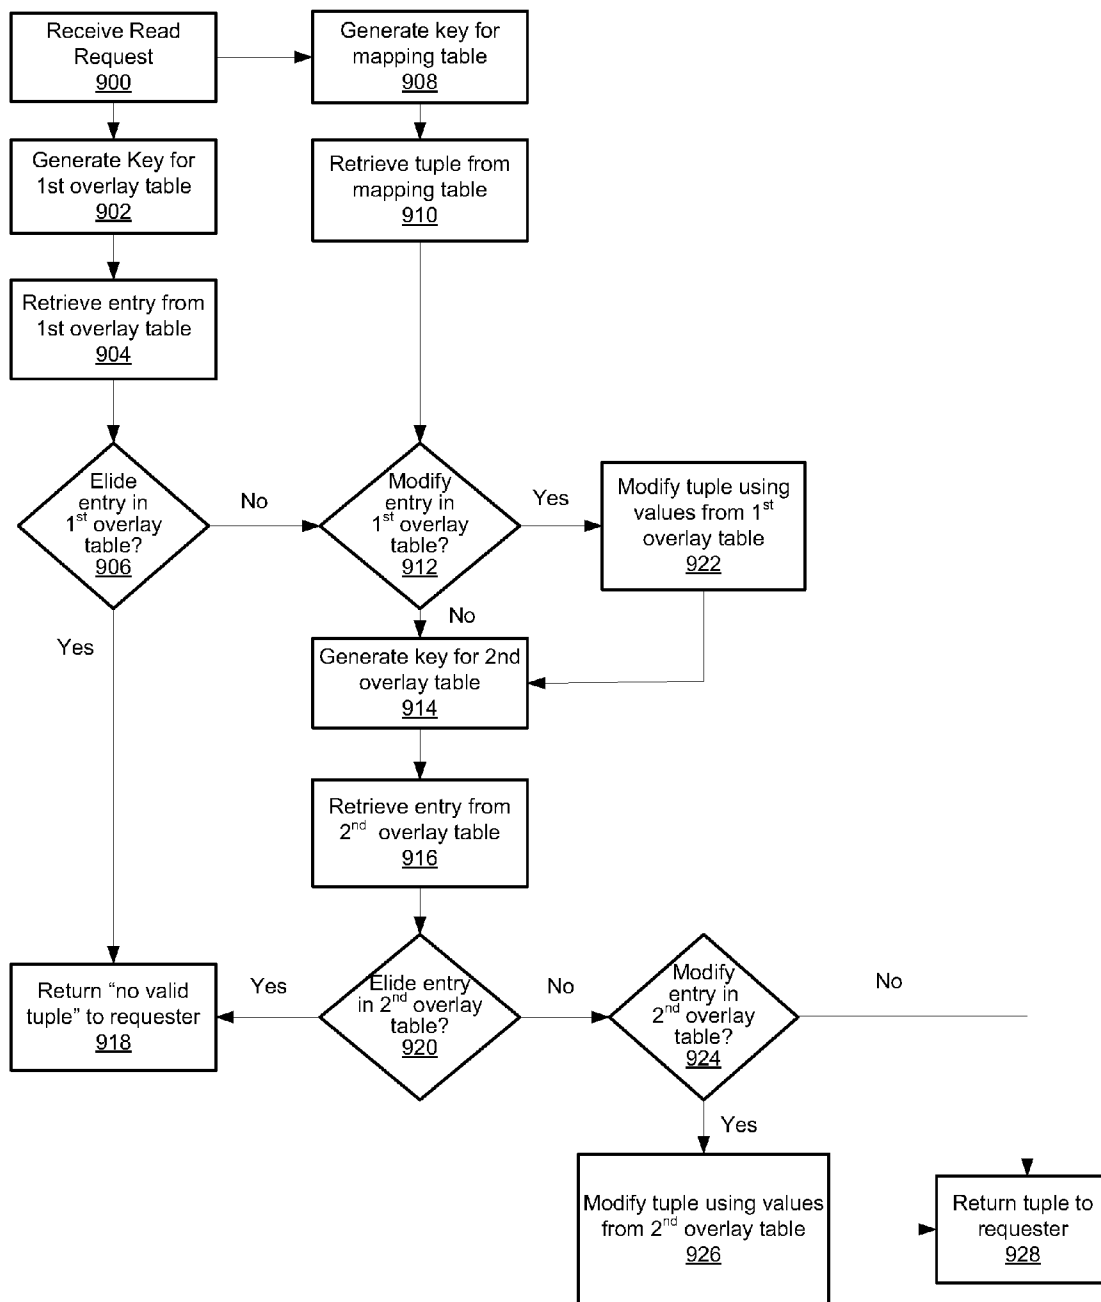 Receive Read
Request
900
Generate key for
mapping table
908
Generate Key for
1st overlay table
902
Retrieve tuple from
mapping table
910
Retrieve entry from
1st overlay table
904
Elide
entry in
1st overlay
table?
906
No
Modify
entry in
1st overlay
table?
912
Yes
Modify tuple using
values from 1st
overlay table
922
Yes
No
Generate key for 2nd
overlay table
914
Retrieve entry from
2nd overlay table
916
Return “no valid
tuple” to requester
918
Yes
Elide entry
in 2nd overlay
table?
920
No
Modify
entry in
2nd overlay
table?
924
No
Yes
Modify tuple using values
from 2nd overlay table
926
Return tuple to
requester
928